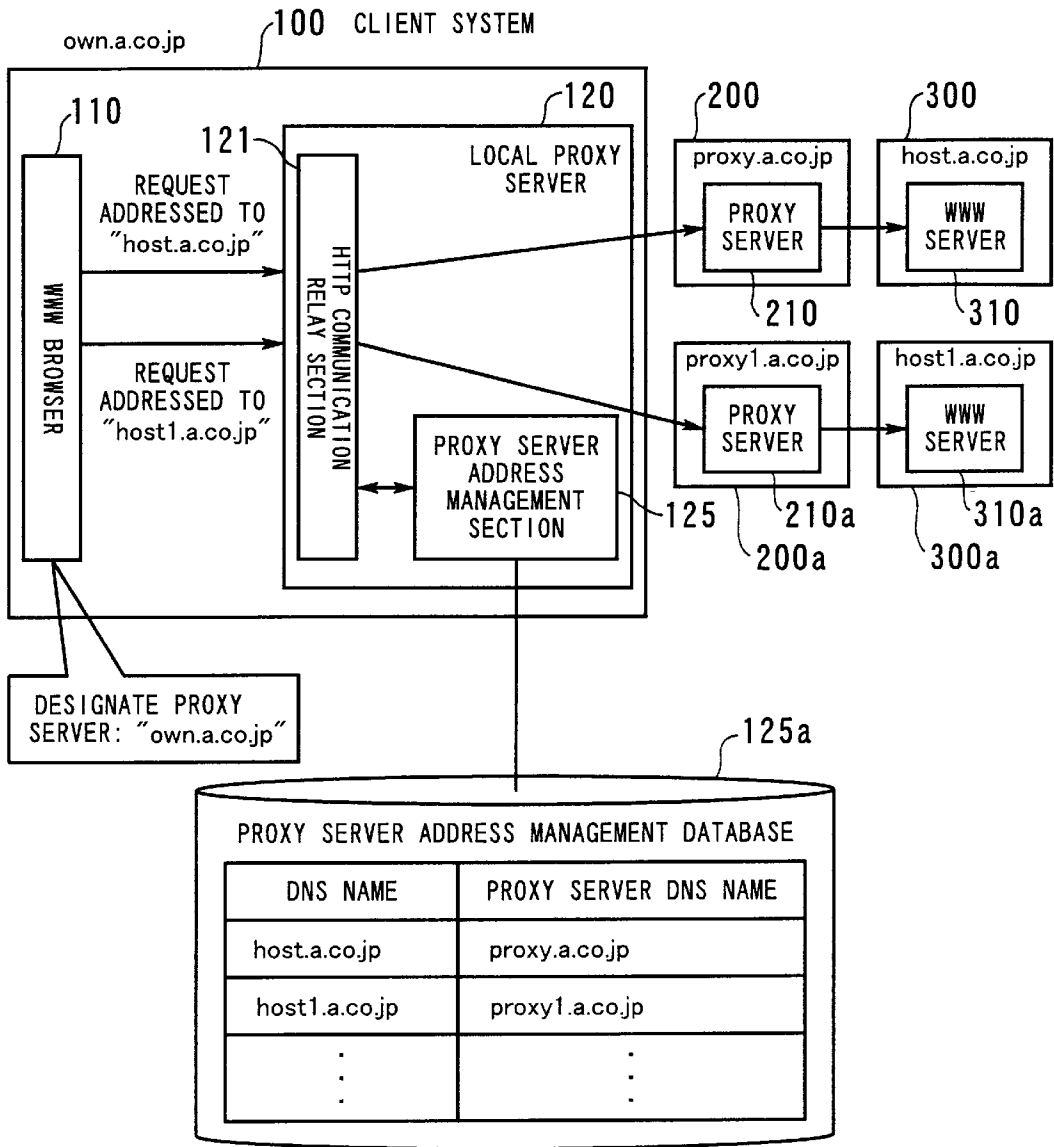 100 CLIENT SYSTEM
own.a.co.jp
110
120
200
300
121
LOCAL PROXY
SERVER
proxy.a.co.jp
host.a.co.jp
REQUEST
ADDRESSED TO
"host.a.co.jp"
PROXY
SERVER
WWW
SERVER
WWW BROWSER
HTTP COMMUNICATION
RELAY SECTION
210
310
REQUEST
ADDRESSED TO
"host1.a.co.jp"
proxy1.a.co.jp
host1.a.co.jp
PROXY
SERVER
WWW
SERVER
PROXY SERVER
ADDRESS
MANAGEMENT
SECTION
125
210a
310a
200a
300a
DESIGNATE PROXY
SERVER: "own.a.co.jp"
125a
PROXY SERVER ADDRESS MANAGEMENT DATABASE
DNS NAME
PROXY SERVER DNS NAME
host.a.co.jp
proxy.a.co.jp
host1.a.co.jp
proxy1.a.co.jp